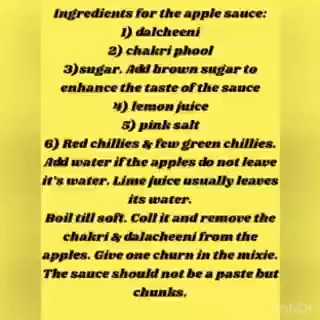 Ingredients for the apple sauce:
1) dalcheeni
2) chakri phool
3)sugar. Add brown sugar to
enhance the taste of the sauce
4) lemon juice
5) pink salt
6) Red chillies & few green chillies.
Add water if the apples do not leave
it's water. Lime juice usually leaves
its water.
Boil till soft. Coll it and remove the
chakri & dalacheeni from the
apples. Give one churn in the mixie.
The sauce should not be a paste but
chunks.